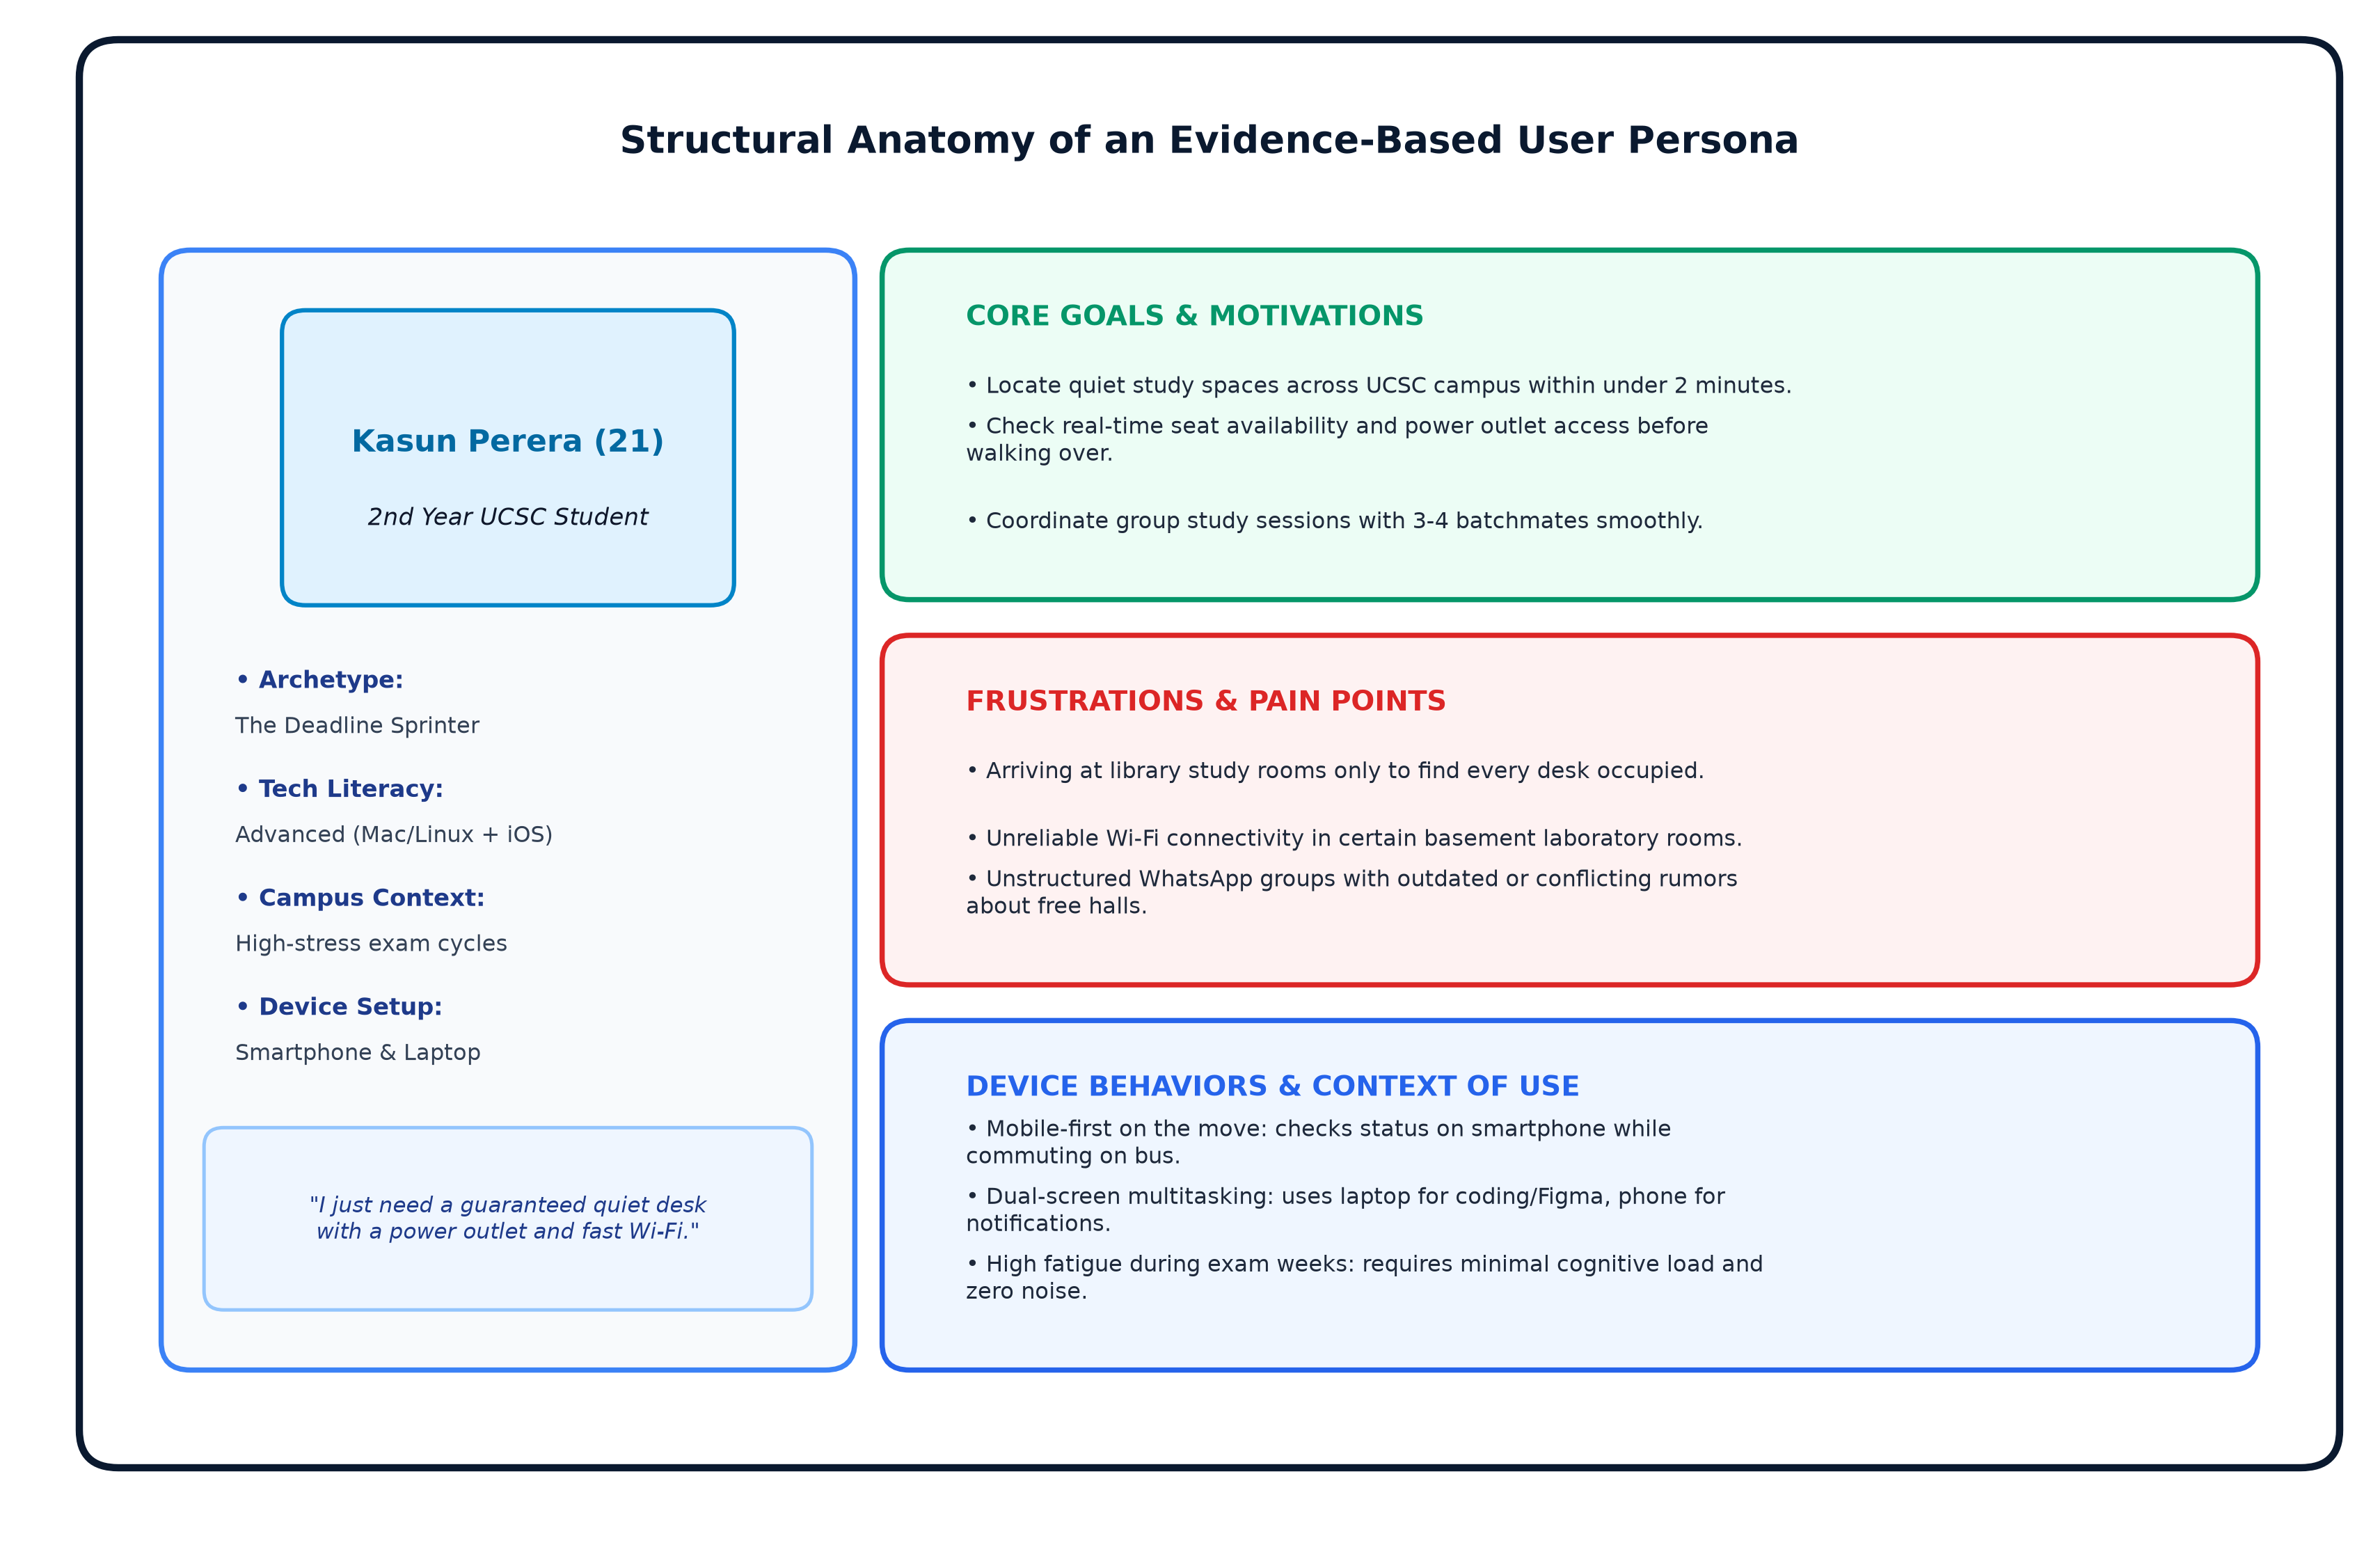 Structural Anatomy of an Evidence-Based User Persona
Kasun Perera (21)
2nd Year UCSC Student
• Archetype:
The Deadline Sprinter
• Tech Literacy:
Advanced (Mac/Linux + iOS)
• Campus Context:
High-stress exam cycles
• Device Setup:
Smartphone & Laptop
"I just need a guaranteed quiet desk
with a power outlet and fast Wi-Fi."
CORE GOALS & MOTIVATIONS
• Locate quiet study spaces across UCSC campus within under 2 minutes.
• Check real-time seat availability and power outlet access before
walking over.
• Coordinate group study sessions with 3-4 batchmates smoothly.
FRUSTRATIONS & PAIN POINTS
• Arriving at library study rooms only to find every desk occupied.
• Unreliable Wi-Fi connectivity in certain basement laboratory rooms.
• Unstructured WhatsApp groups with outdated or conflicting rumors
about free halls.
DEVICE BEHAVIORS & CONTEXT OF USE
• Mobile-first on the move: checks status on smartphone while
commuting on bus.
• Dual-screen multitasking: uses laptop for coding/Figma, phone for
notifications.
• High fatigue during exam weeks: requires minimal cognitive load and
zero noise.